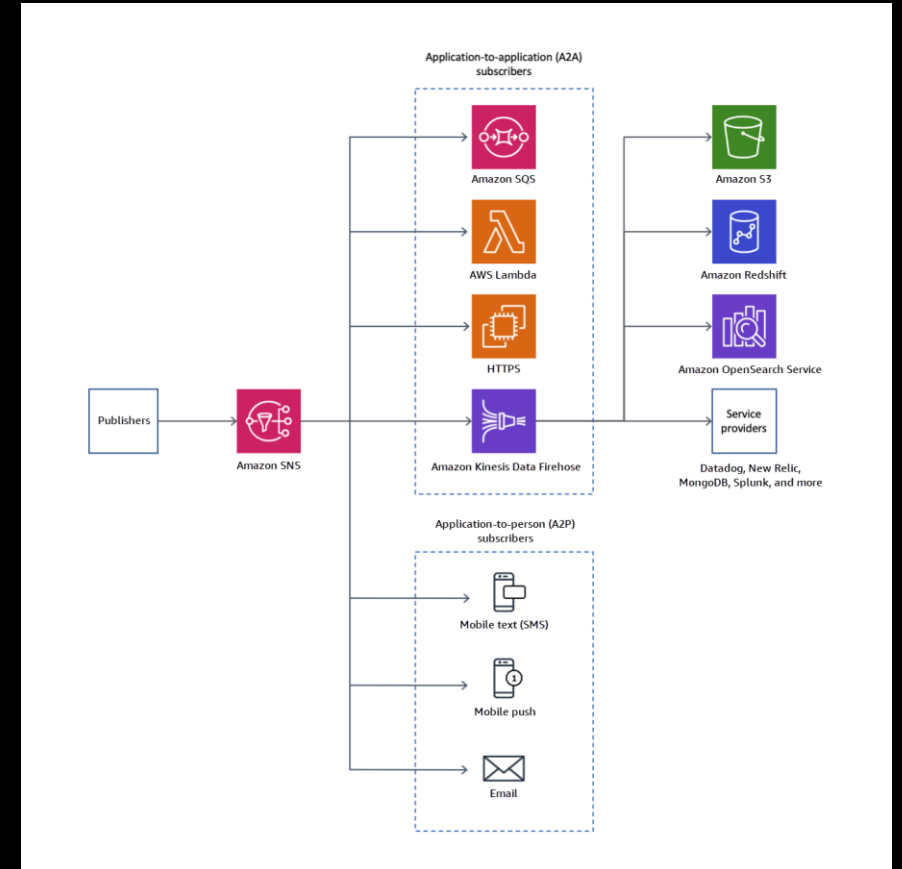 Application-to-application (A2A)
subscribers
Amazon SQS
Amazon S3
AWS Lambda
Amazon Redshift
HTTPS
Amazon OpenSearch Service
Publishers
Amazon SNS
Amazon Kinesis Data Firehose
Service
providers
Datadog, New Relic,
MongoDB, Splunk, and more
Application-to-person (A2P)
subscribers
Mobile text (SMS)
1
Mobile push
Email